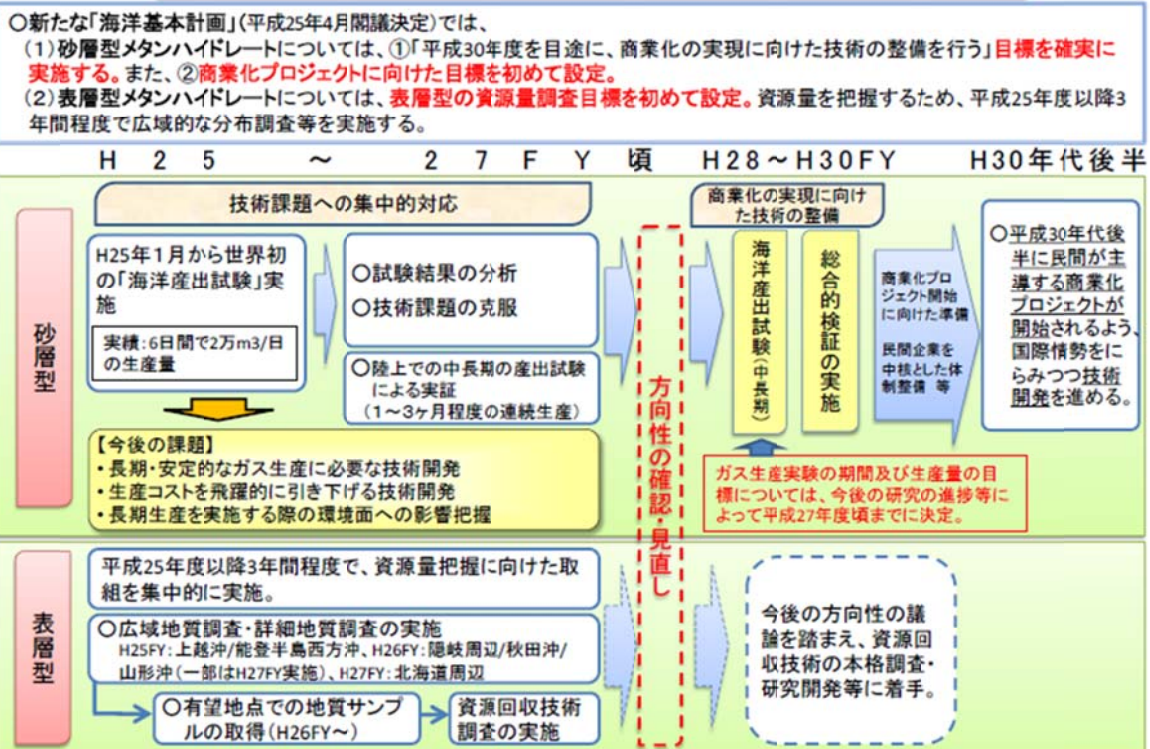 ○新たな「海洋基本計画」(平成25年4月閣議決定)では、
(1)砂層型メタンハイドレートについては、①「平成30年度を目途に、商業化の実現に向けた技術の整備を行う」目標を確実に
実施する。また、②商業化プロジェクトに向けた目標を初めて設定。
(2)表層型メタンハイドレートについては、表層型の資源量調査目標を初めて設定。資源量を把握するため、平成25年度以降3
年間程度で広域的な分布調査等を実施する。
H25~27FY頃
H28~H30FY
H30年代後半
砂層型
技術課題への集中的対応
H25年1月から世界初
の「海洋産出試験」実
施
実績:6日間で2万m3/日
の生産量
○試験結果の分析
○技術課題の克服
○陸上での中長期の産出試験
による実証
(1~3ヶ月程度の連続生産)
【今後の課題】
・長期・安定的なガス生産に必要な技術開発
・生産コストを飛躍的に引き下げる技術開発
・長期生産を実施する際の環境面への影響把握
方向性の確認・見直し
商業化の実現に向け
た技術の整備
海洋産出試験(中長期)
総合的検証の実施
商業化プロ
ジェクト開始
に向けた準備
民間企業を
中核とした体
制整備 等
ガス生産実験の期間及び生産量の目
標については、今後の研究の進捗等に
よって平成27年度頃までに決定。
○平成30年代後
半に民間が主
導する商業化
プロジェクトが
開始されるよう、
国際情勢をに
らみつつ技術
開発を進める。
表層型
平成25年度以降3年間程度で、資源量把握に向けた取
組を集中的に実施。
○広域地質調査・詳細地質調査の実施
H25FY:上越沖/能登半島西方沖、H26FY:隠岐周辺/秋田沖/
山形沖(一部はH27FY実施)、H27FY:北海道周辺
○有望地点での地質サンプ
ルの取得(H26FY~)
資源回収技術
調査の実施
今後の方向性の議
論を踏まえ、資源回
収技術の本格調査・
研究開発等に着手。